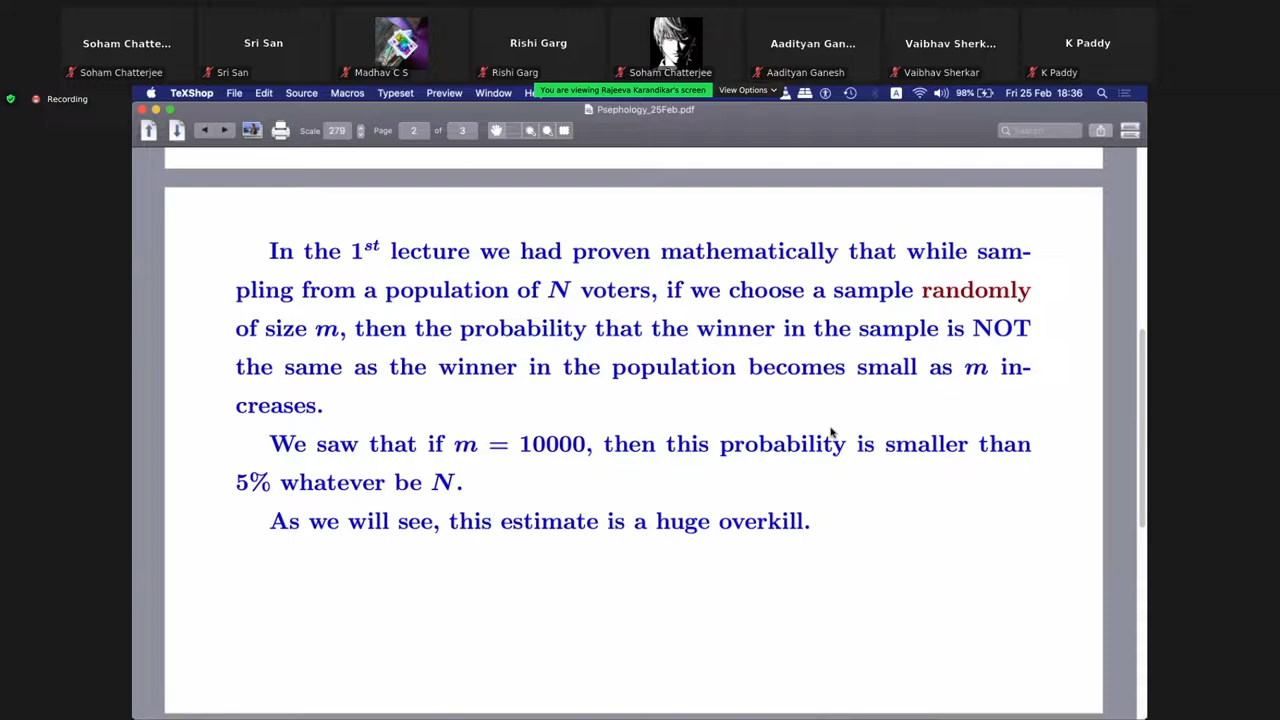 Soham Chatte...
Sri San
Rishi Garg
Aadityan Gan...
Vaibhav Sherk...
K Paddy
Soham Chatterjee
Sri San
Madhav C S
Rishi Garg
Soham Chatterjee
Aadityan Ganesh
Vaibhav Sherkar
K Paddy
You are viewing Rajeeva Karandikar's screen
View Options
Recording
TeXShop File Edit Source Macros Typeset Preview Window
A 98% Fri 25 Feb 18:36
Psephology_25Feb.pdf
Scale 279 Page 2 of 3
Search
In the 1st lecture we had proven mathematically that while sam-
pling from a population of N voters, if we choose a sample randomly
of size m, then the probability that the winner in the sample is NOT
the same as the winner in the population becomes small as m in-
creases.
We saw that if m = 10000, then this probability is smaller than
5% whatever be N.
As we will see, this estimate is a huge overkill.